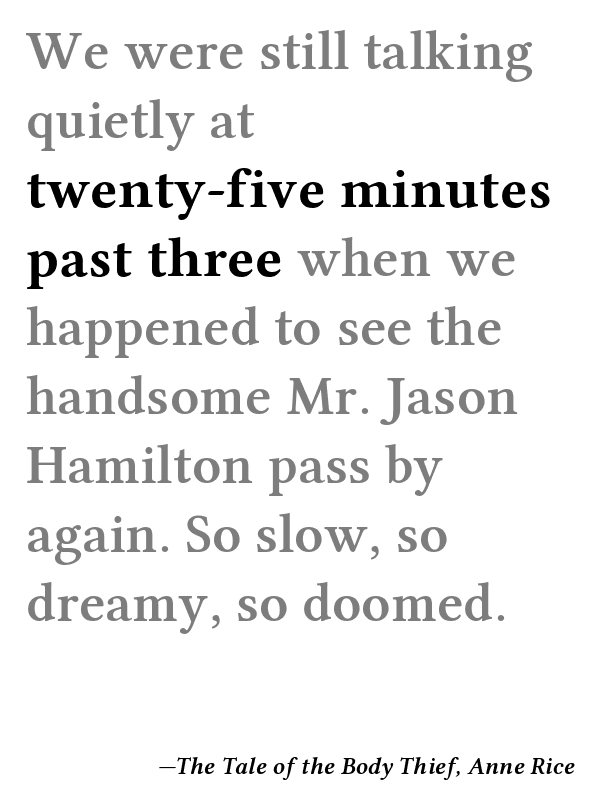 We were still talking
quietly at
twenty-five minutes
past three when we
happened to see the
handsome Mr. Jason
Hamilton pass by
again. So slow, so
dreamy, so doomed.
—The Tale of the Body Thief, Anne Rice